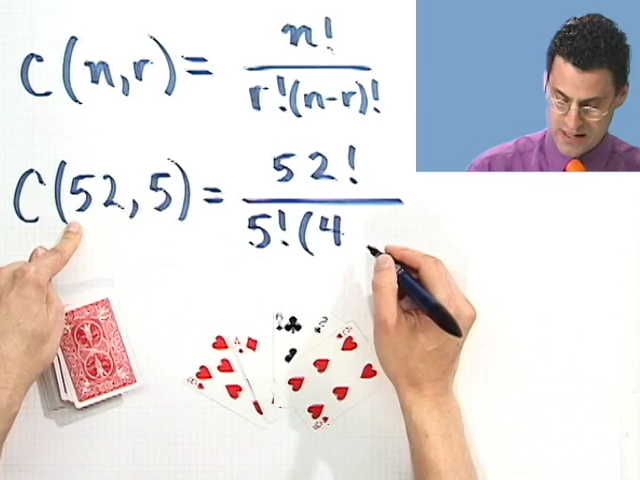 C(n,r) = n! / r!(n-r)!
C(52,5) = 52! / 5!(4